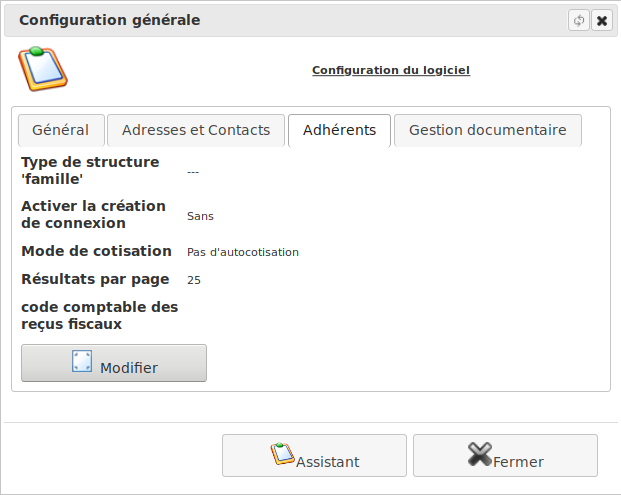 Configuration générale
Configuration du logiciel
Général
Adresses et Contacts
Adhérents
Gestion documentaire
Type de structure
'famille'
---
Activer la création
de connexion
Sans
Mode de cotisation
Pas d'autocotisation
Résultats par page
25
code comptable des
reçus fiscaux
Modifier
Assistant
Fermer